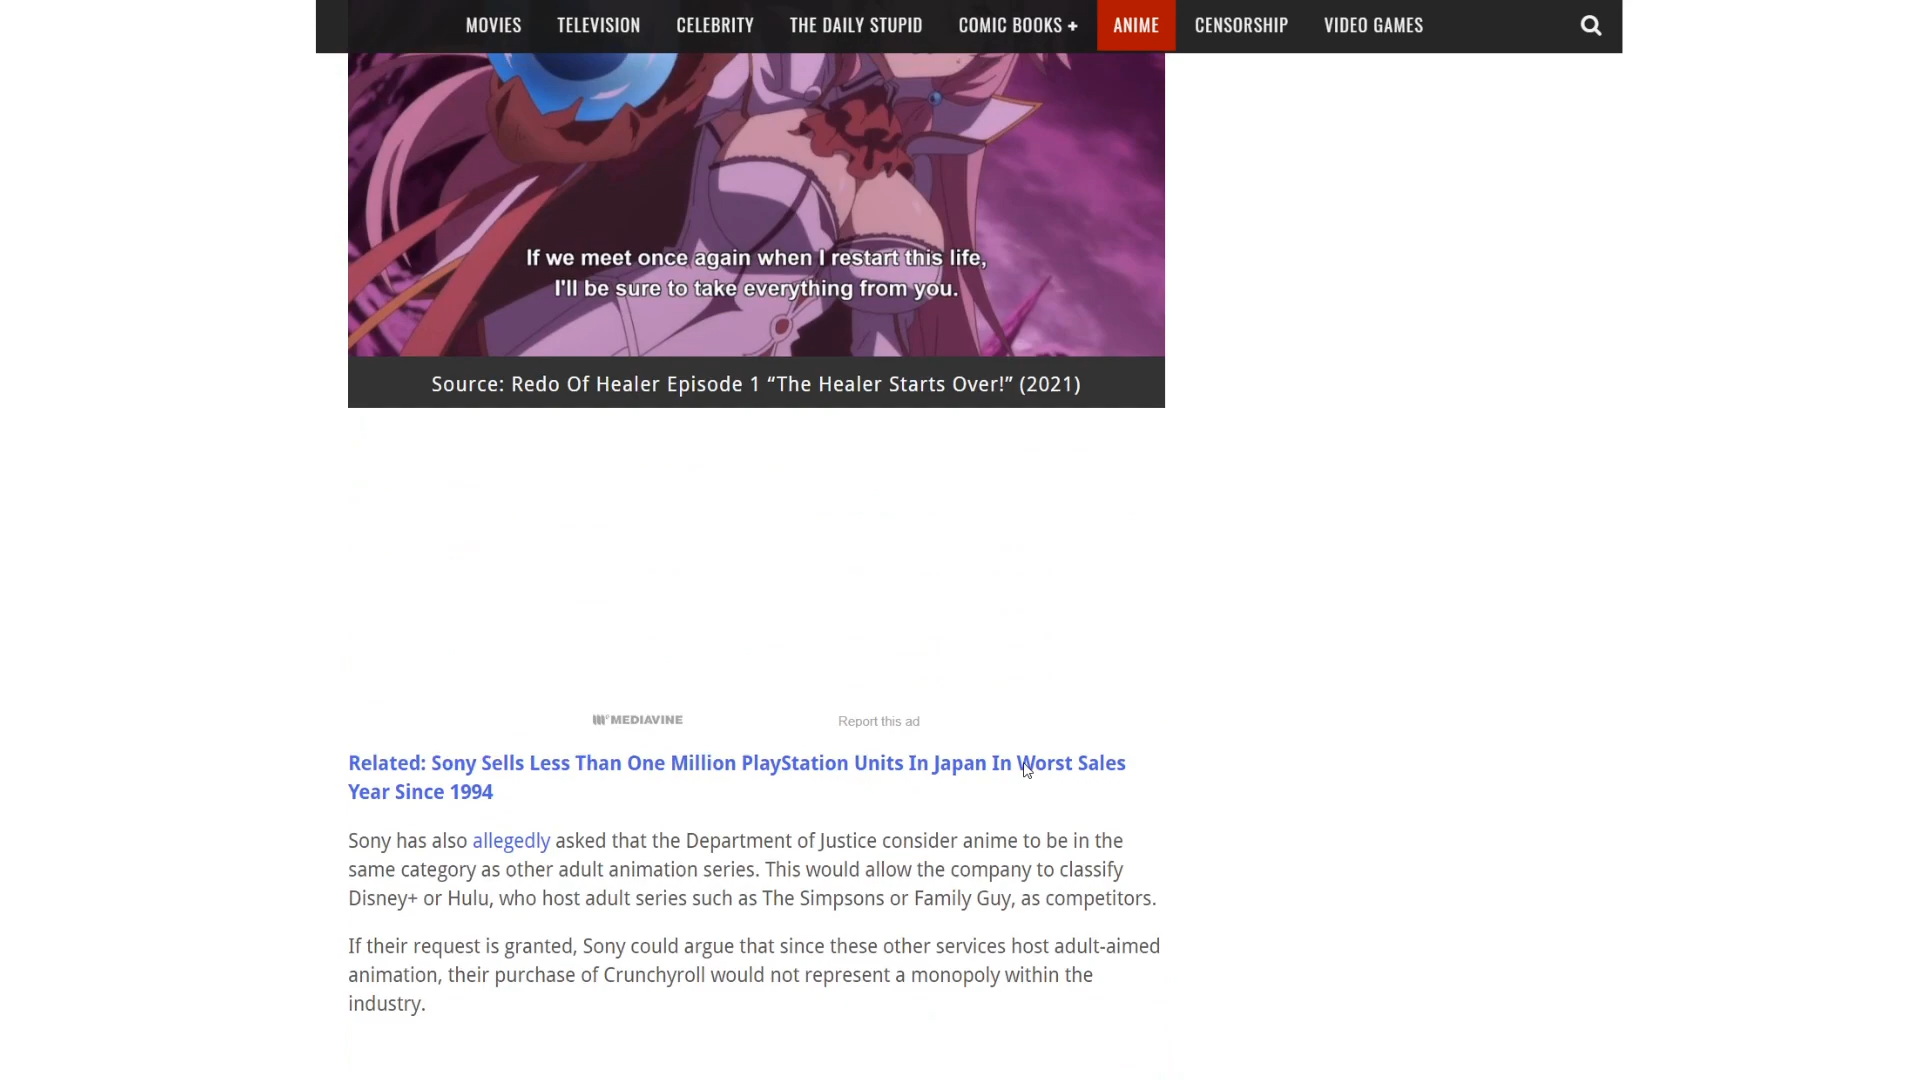 MOVIES TELEVISION CELEBRITY THE DAILY STUPID COMIC BOOKS + ANIME CENSORSHIP VIDEO GAMES
If we meet once again when I restart this life,
I'll be sure to take everything from you.
Source: Redo Of Healer Episode 1 “The Healer Starts Over!” (2021)
MEDIAVINE Report this ad
Related: Sony Sells Less Than One Million PlayStation Units In Japan In Worst Sales
Year Since 1994
Sony has also allegedly asked that the Department of Justice consider anime to be in the
same category as other adult animation series. This would allow the company to classify
Disney+ or Hulu, who host adult series such as The Simpsons or Family Guy, as competitors.
If their request is granted, Sony could argue that since these other services host adult-aimed
animation, their purchase of Crunchyroll would not represent a monopoly within the
industry.